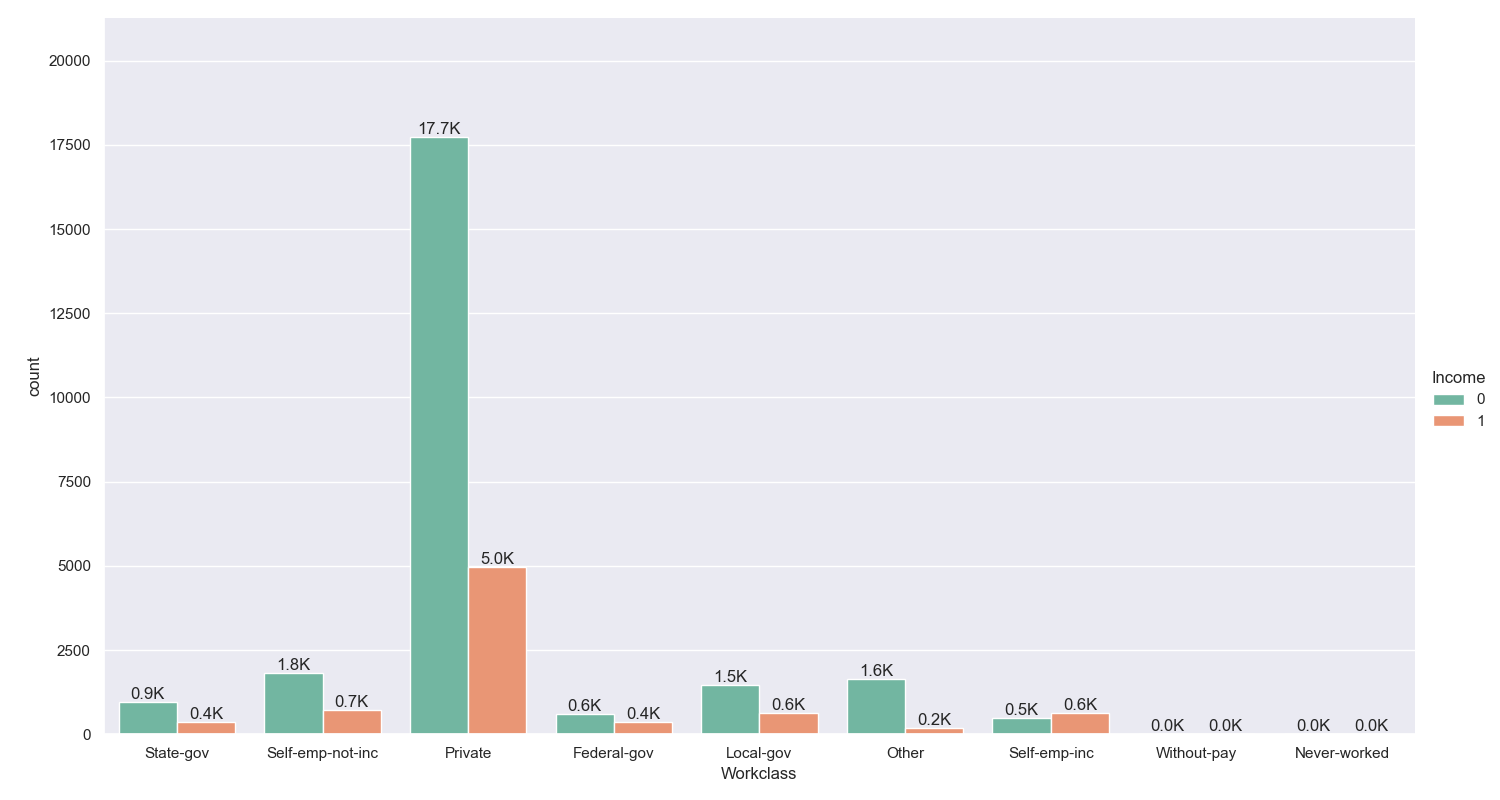 20000
17500
15000
12500
10000
7500
5000
2500
0
count
17.7K
5.0K
1.8K
1.6K
1.5K
0.9K
0.7K
0.6K
0.6K
0.6K
0.5K
0.4K
0.4K
0.2K
0.0K 0.0K 0.0K 0.0K
State-gov Self-emp-not-inc Private Federal-gov Local-gov Other Self-emp-inc Without-pay Never-worked
Workclass
Income
0
1